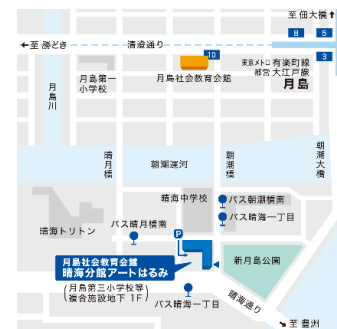 至 佃大橋↑
←至 勝どき
清澄通り
8
5
10
3
東京メトロ 有楽町線
都営 大江戸線
月島
月島第一
小学校
月島社会教育会館
月島川
晴月橋
朝潮運河
朝潮橋
朝潮大橋
晴海中学校
バス朝潮橋南
バス晴海一丁目
晴海トリトン
バス晴月橋南
P
月島社会教育会館
晴海分館アートはるみ
月島第三小学校等
複合施設地下 1F
新月島公園
バス晴海一丁目
晴海通り
↘至 豊洲